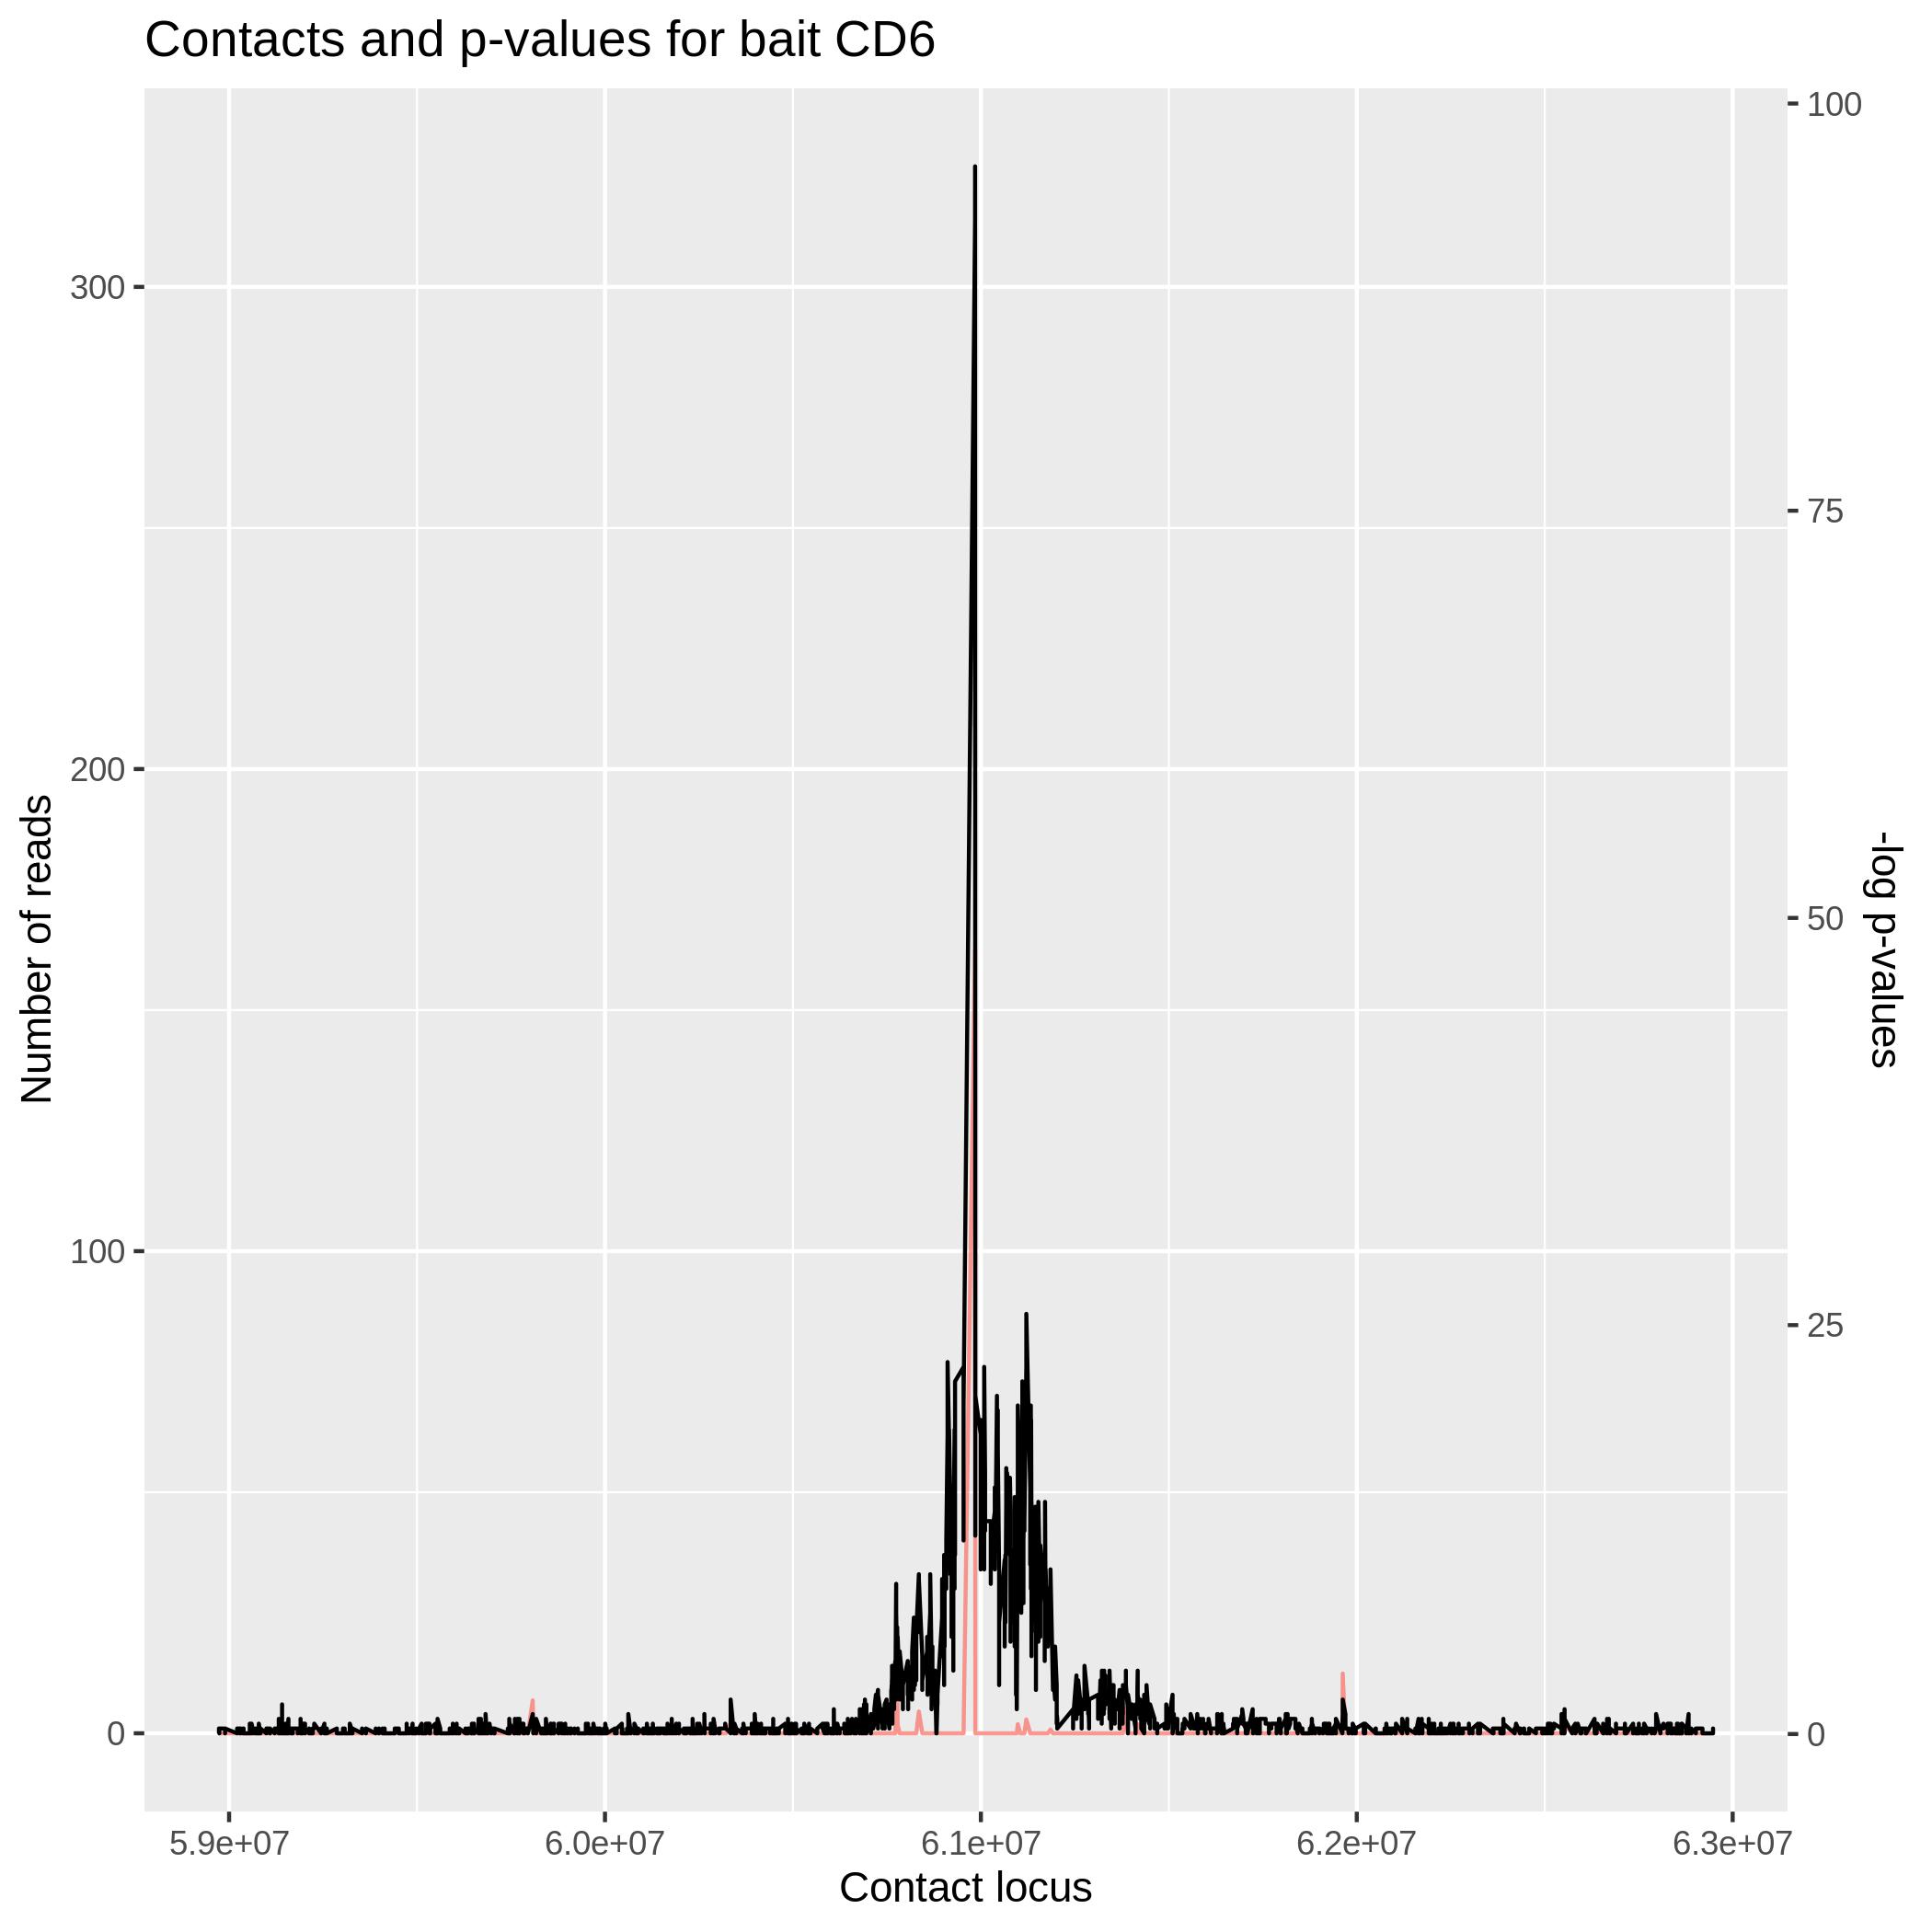 Contacts and p-values for bait CD6
Number of reads
300
200
100
0
100
75
50
25
0
-log p-values
5.9e+07
6.0e+07
6.1e+07
6.2e+07
6.3e+07
Contact locus